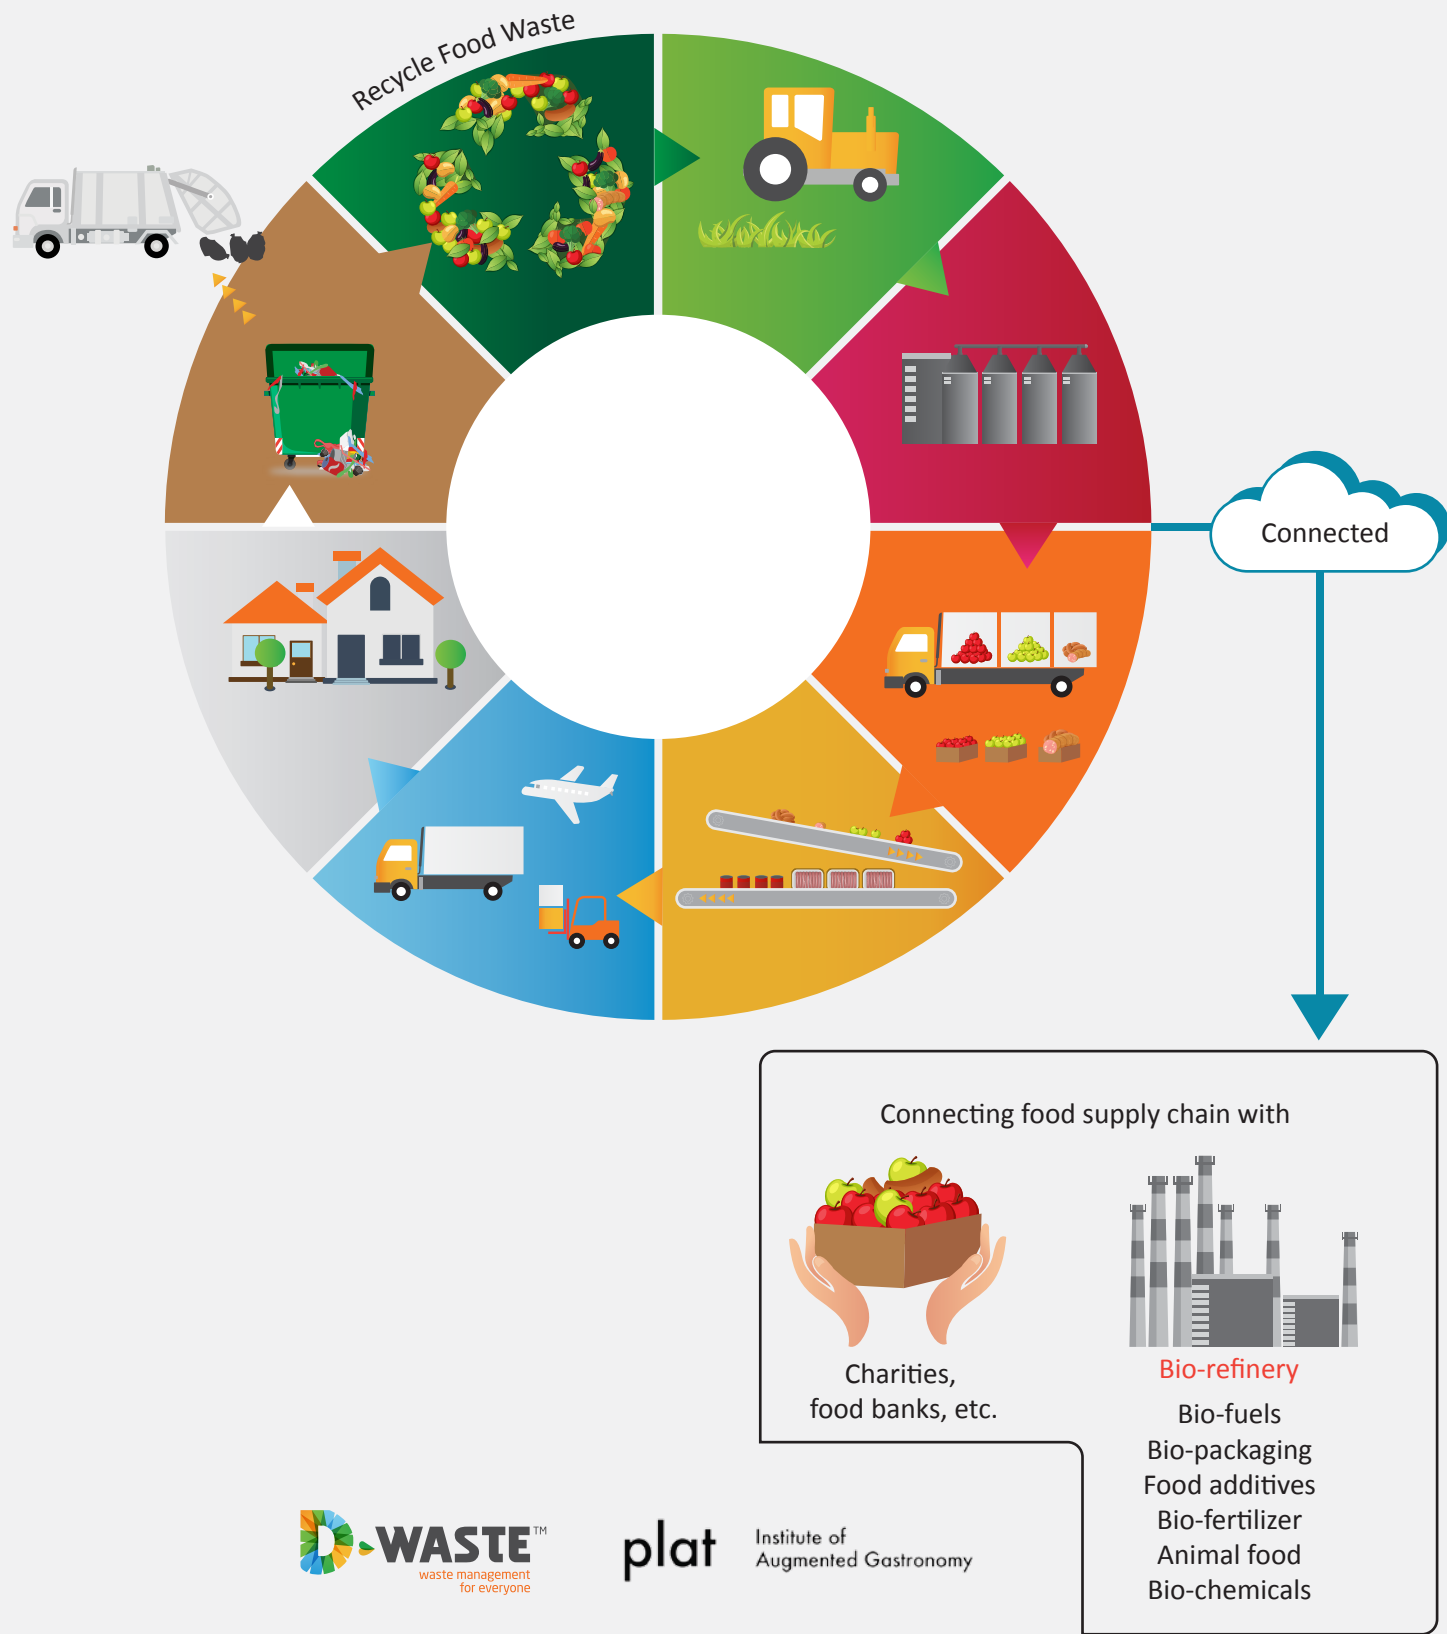 Recycle Food Waste
Connected
Connecting food supply chain with
Charities,
food banks, etc.
Bio-refinery
Bio-fuels
Bio-packaging
Food additives
Bio-fertilizer
Animal food
Bio-chemicals
D-WASTE™
waste management
for everyone
plat
Institute of
Augmented Gastronomy